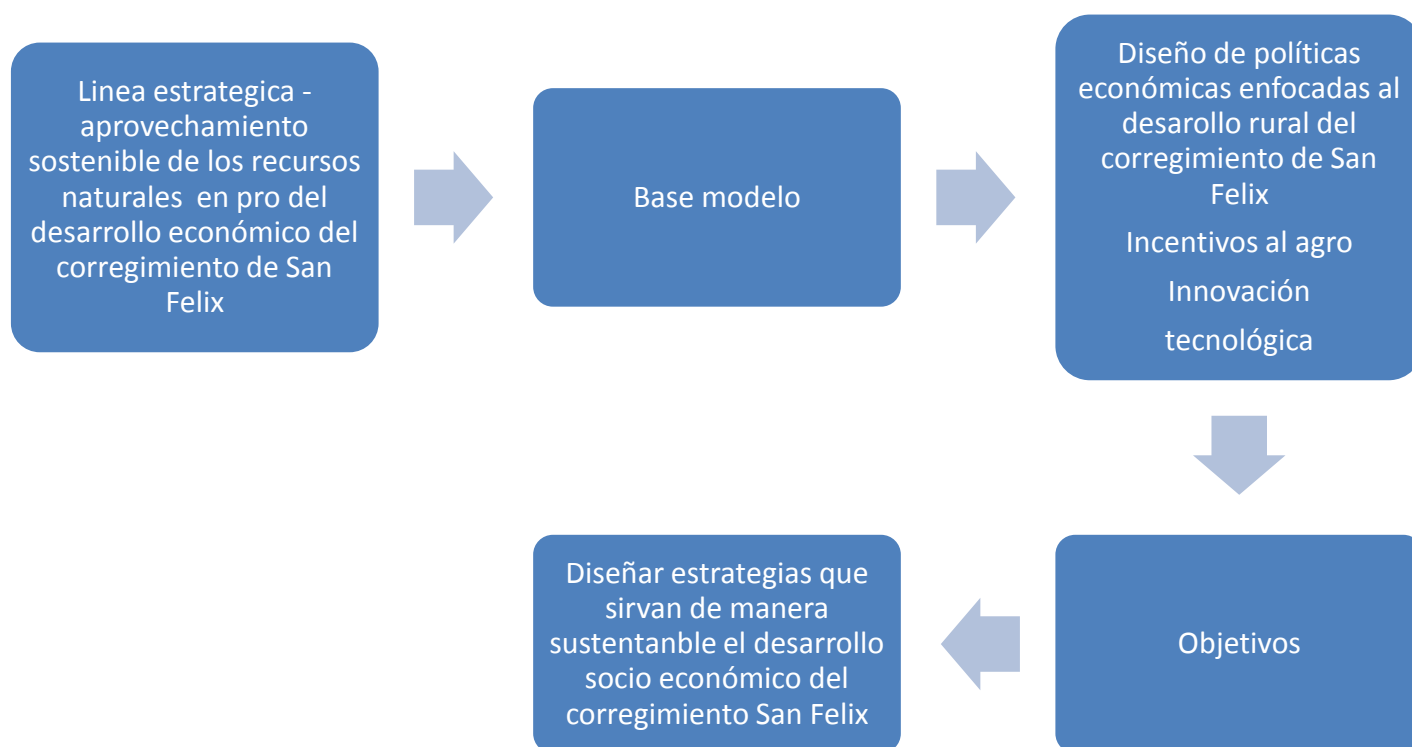 Linea estrategica -
aprovechamiento
sostenible de los recursos
naturales  en pro del
desarrollo económico del
corregimiento de San
Felix
Base modelo
Diseño de políticas
económicas enfocadas al
desarollo rural del
corregimiento de San
Felix
Incentivos al agro
Innovación
tecnológica
Objetivos
Diseñar estrategias que
sirvan de manera
sustentanble el desarrollo
socio económico del
corregimiento San Felix